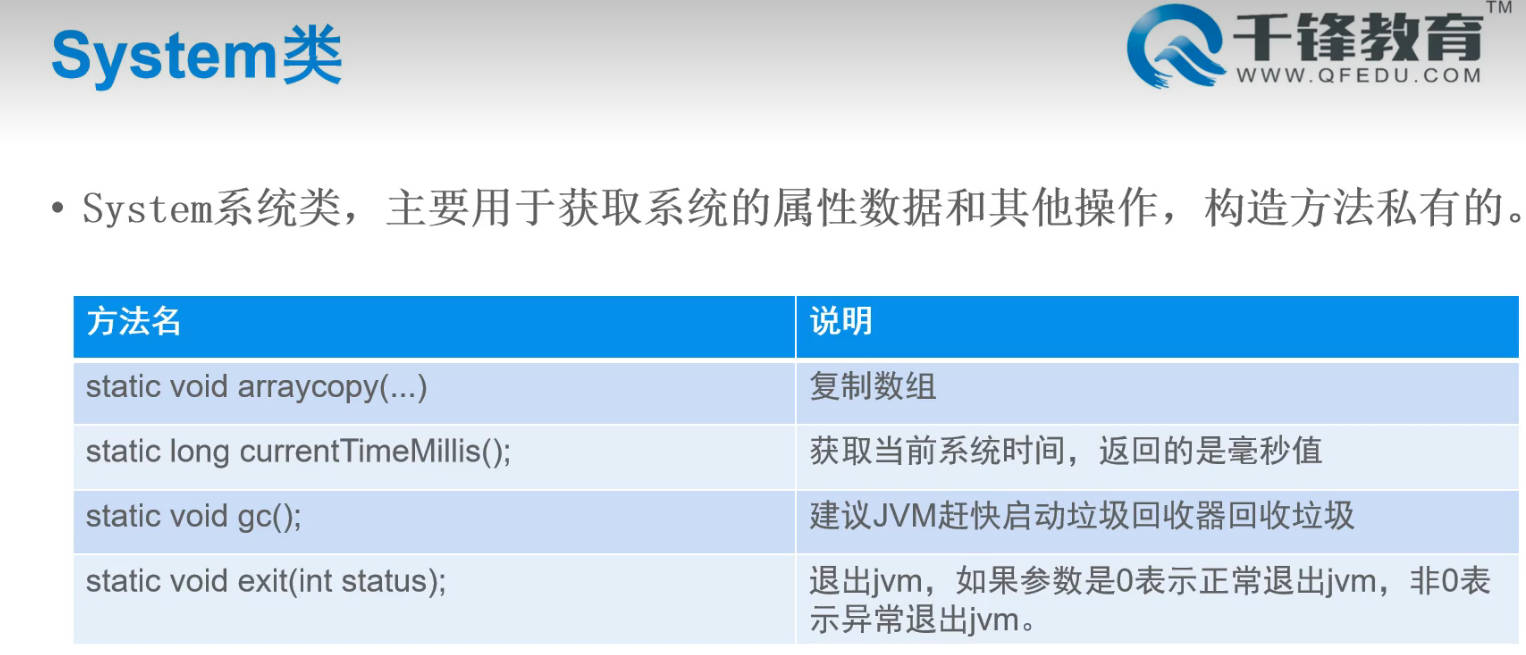 System类
千锋教育 TM
WWW.QFEDU.COM
• System系统类，主要用于获取系统的属性数据和其他操作，构造方法私有的。
方法名 说明
static void arraycopy(...) 复制数组
static long currentTimeMillis(); 获取当前系统时间，返回的是毫秒值
static void gc(); 建议JVM赶快启动垃圾回收器回收垃圾
static void exit(int status); 退出jvm，如果参数是0表示正常退出jvm，非0表
示异常退出jvm。